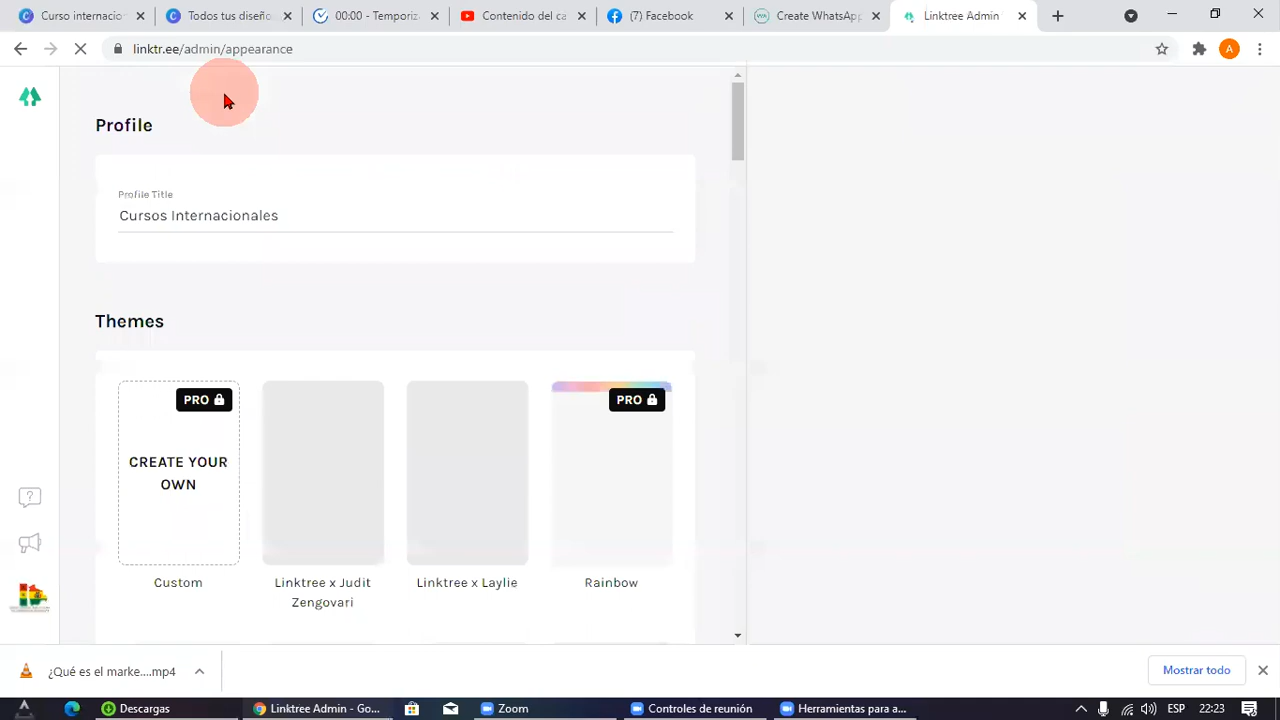 Curso internacion
Todos tus diseño
00:00 - Temporiza
Contenido del ca
(7) Facebook
Create WhatsApp
Linktree Admin
linktr.ee/admin/appearance
A
Profile
Profile Title
Cursos Internacionales
Themes
PRO
PRO
CREATE YOUR
OWN
Custom
Linktree x Judit
Zengovari
Linktree x Laylie
Rainbow
¿Qué es el marke....mp4
Mostrar todo
Descargas
Linktree Admin - Go...
Zoom
Controles de reunión
Herramientas para a...
ESP
22:23